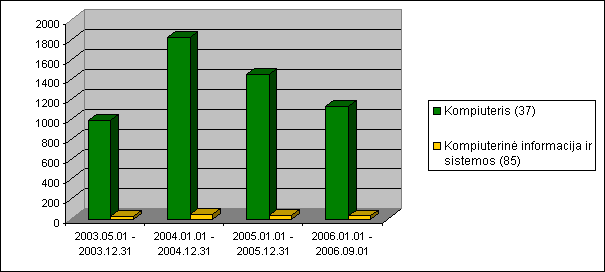 2000
1800
1600
1400
1200
1000
800
600
400
200
0
2003.05.01 - 2004.01.01 - 2005.01.01 - 2006.01.01 -
2003.12.31 2004.12.31 2005.12.31 2006.09.01
Kompiuteris (37)
Kompiuterinė informacija ir
sistemos (85)